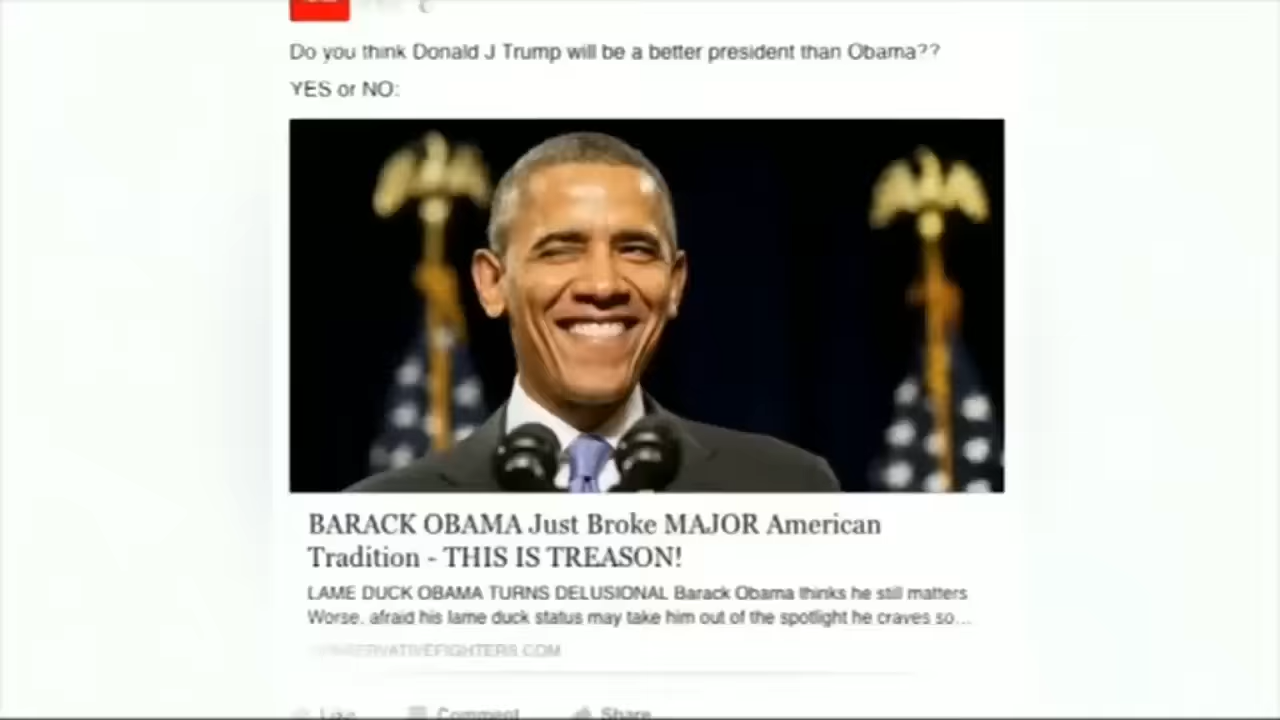 Do you think Donald J Trump will be a better president than Obama??
YES or NO:
BARACK OBAMA Just Broke MAJOR American
Tradition - THIS IS TREASON!
LAME DUCK OBAMA TURNS DELUSIONAL Barack Obama thinks he still matters
Worse, afraid his lame duck status may take him out of the spotlight he craves so...
Like Comment Share